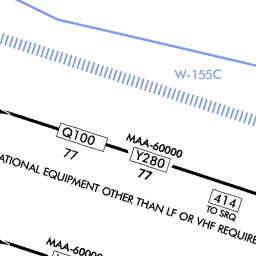 W-155C
Q100
77
MAA-60000
Y280
77
ATIONAL EQUIPMENT OTHER THAN LF OR VHF REQUIRE
414
TO SRQ
MAA-60000